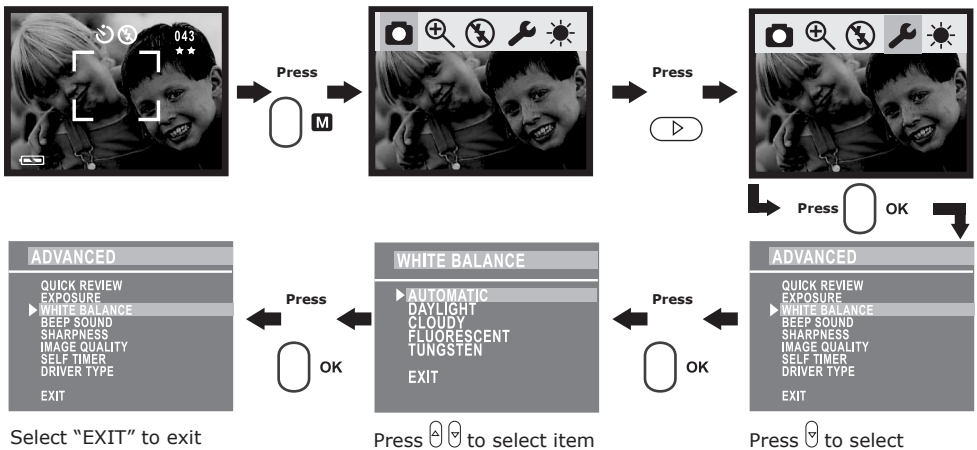 043
Press
M
Press
Press OK
ADVANCED
QUICK REVIEW
EXPOSURE
WHITE BALANCE
BEEP SOUND
SHARPNESS
IMAGE QUALITY
SELF TIMER
DRIVER TYPE
EXIT
Select “EXIT” to exit
Press
OK
WHITE BALANCE
AUTOMATIC
DAYLIGHT
CLOUDY
FLUORESCENT
TUNGSTEN
EXIT
Press to select item
Press
OK
ADVANCED
QUICK REVIEW
EXPOSURE
WHITE BALANCE
BEEP SOUND
SHARPNESS
IMAGE QUALITY
SELF TIMER
DRIVER TYPE
EXIT
Press to select